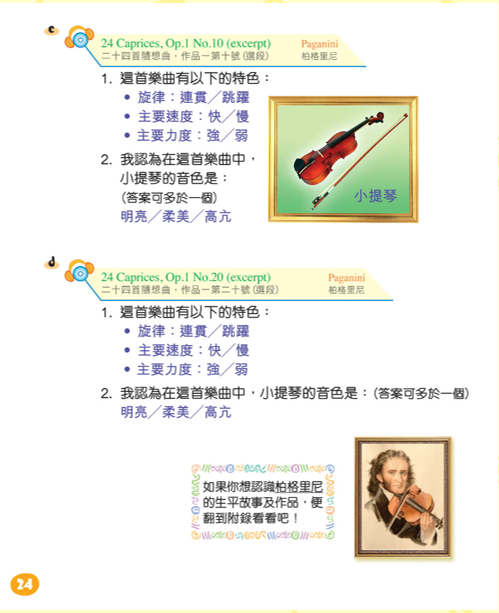 c
24 Caprices, Op.1 No.10 (excerpt) Paganini
二十四首隨想曲，作品一第十號(選段) 柏格里尼
1. 這首樂曲有以下的特色：
• 旋律：連貫／跳躍
• 主要速度：快／慢
• 主要力度：強／弱
2. 我認為在這首樂曲中，
小提琴的音色是：
(答案可多於一個)
明亮／柔美／高亢
小提琴
d
24 Caprices, Op.1 No.20 (excerpt) Paganini
二十四首隨想曲，作品一第二十號(選段) 柏格里尼
1. 這首樂曲有以下的特色：
• 旋律：連貫／跳躍
• 主要速度：快／慢
• 主要力度：強／弱
2. 我認為在這首樂曲中，小提琴的音色是：(答案可多於一個)
明亮／柔美／高亢
如果你想認識柏格里尼
的生平故事及作品，便
翻到附錄看看吧！
24